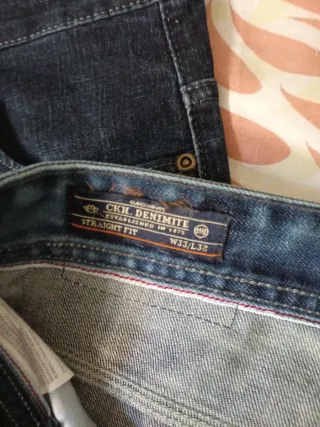 CKH. DENIMITE
ESTABLISHED IN 1975
STRAIGHT FIT
W33/L32